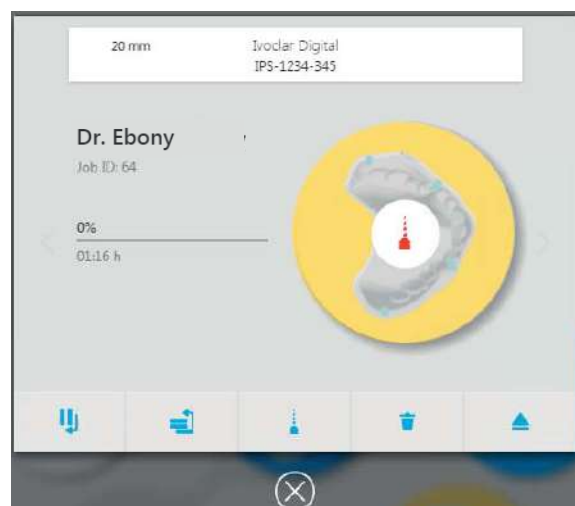 20 mm
Ivoclar Digital
IPS-1234-345
Dr. Ebony
Job ID: 64
0%
01:16 h